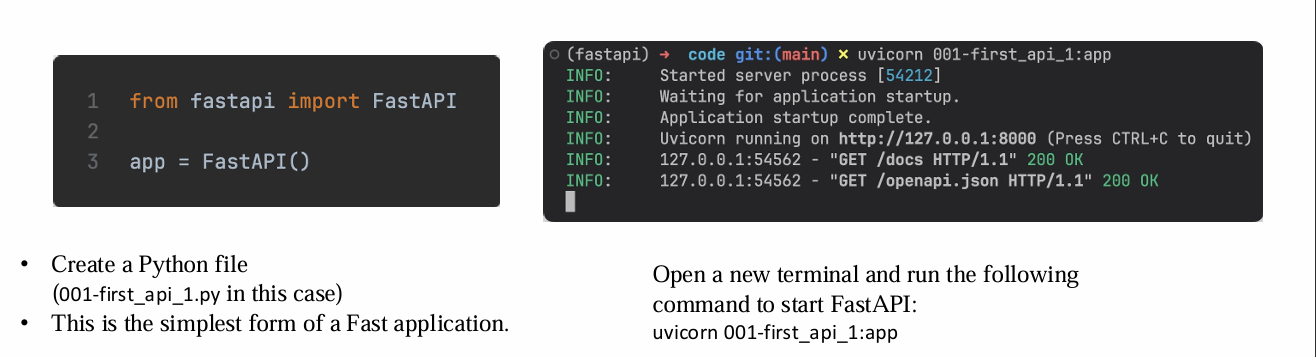 1 from fastapi import FastAPI
2
3 app = FastAPI()
(fastapi) ➜ code git:(main) ✗ uvicorn 001-first_api_1:app
INFO: Started server process [54212]
INFO: Waiting for application startup.
INFO: Application startup complete.
INFO: Uvicorn running on http://127.0.0.1:8000 (Press CTRL+C to quit)
INFO: 127.0.0.1:54562 - "GET /docs HTTP/1.1" 200 OK
INFO: 127.0.0.1:54562 - "GET /openapi.json HTTP/1.1" 200 OK
• Create a Python file
(001-first_api_1.py in this case)
• This is the simplest form of a Fast application.
Open a new terminal and run the following
command to start FastAPI:
uvicorn 001-first_api_1:app